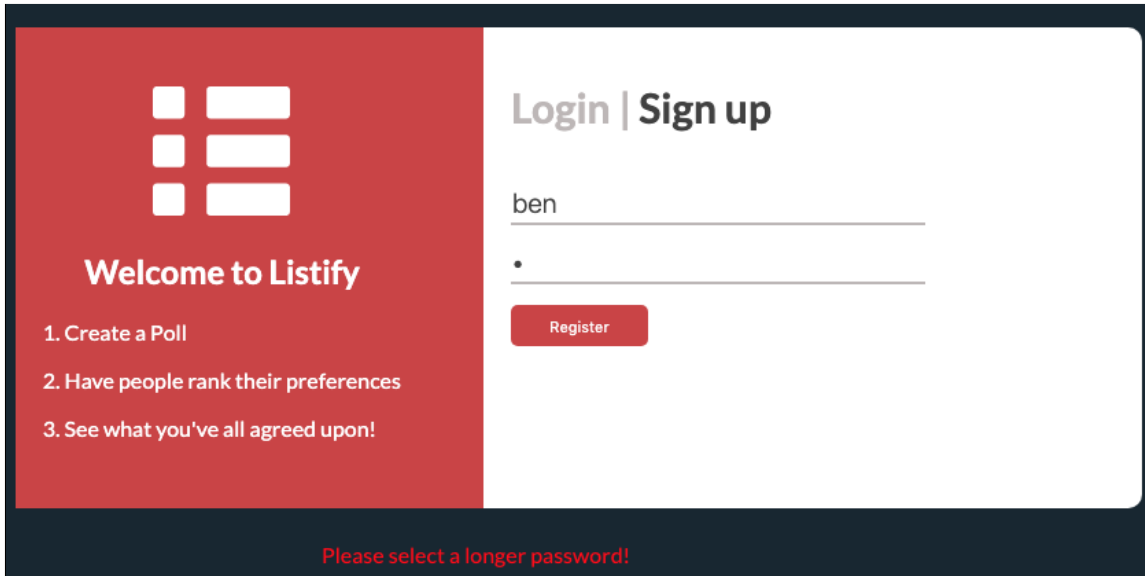 Welcome to Listify
1. Create a Poll
2. Have people rank their preferences
3. See what you've all agreed upon!
Login | Sign up
ben
•
Register
Please select a longer password!